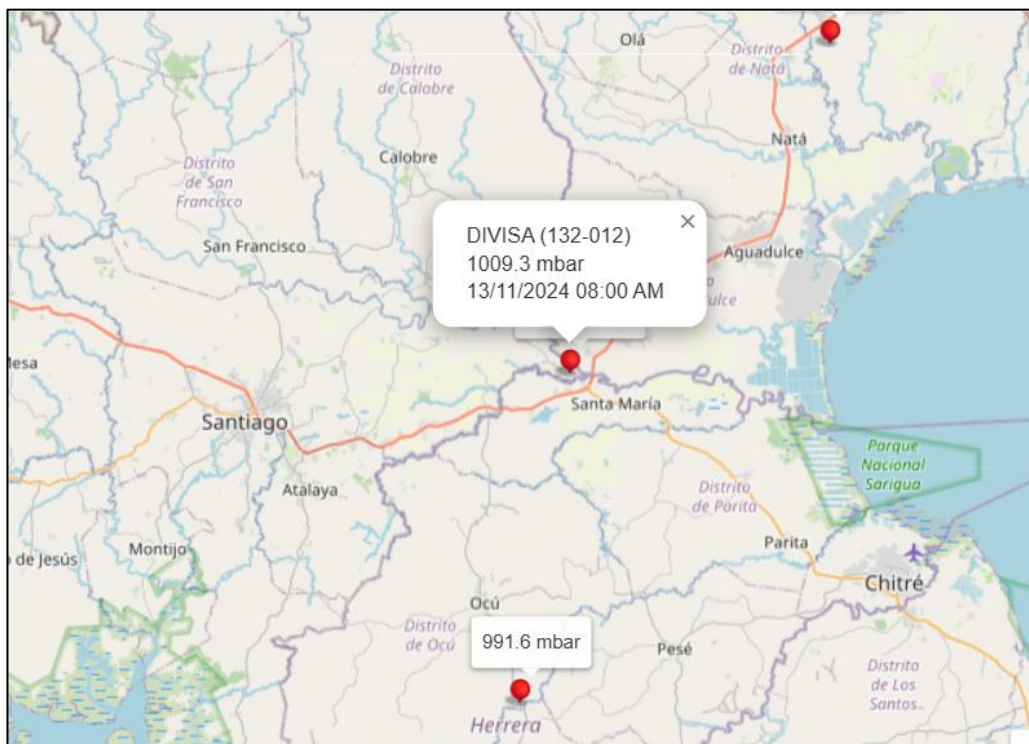 Olá
Distrito
de Natá
Distrito
de Calobre
Natá
Calobre
Distrito
de San
Francisco
San Francisco
DIVISA (132-012)
1009.3 mbar
13/11/2024 08:00 AM
×
Aguadulce
Santiago
Santa María
Parque
Nacional
Sarigua
Atalaya
Distrito
de Parita
Montijo
de Jesús
Parita
Chitré
Ocú
Distrito
de Ocú
991.6 mbar
Pesé
Distrito
de Los
Santos
Herrera